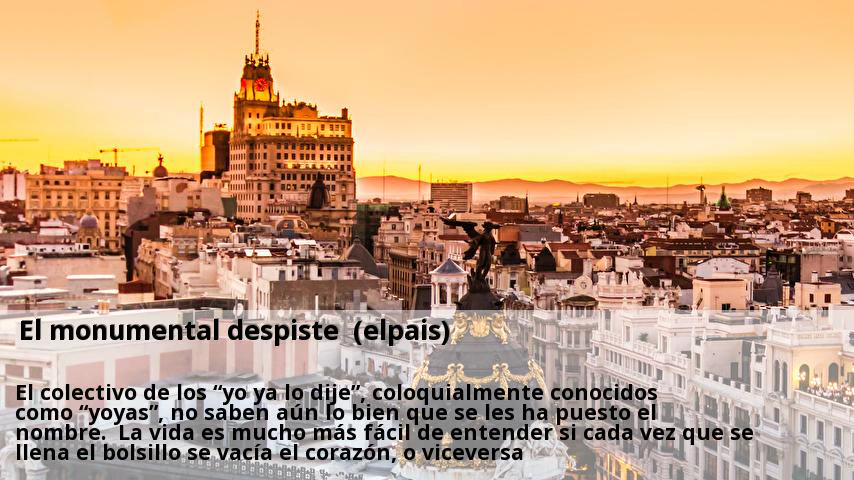 El monumental despiste  (elpais)
El colectivo de los “yo ya lo dije”, coloquialmente conocidos
como “yoyas”, no saben aún lo bien que se les ha puesto el
nombre.  La vida es mucho más fácil de entender si cada vez que se
llena el bolsillo se vacía el corazón, o viceversa